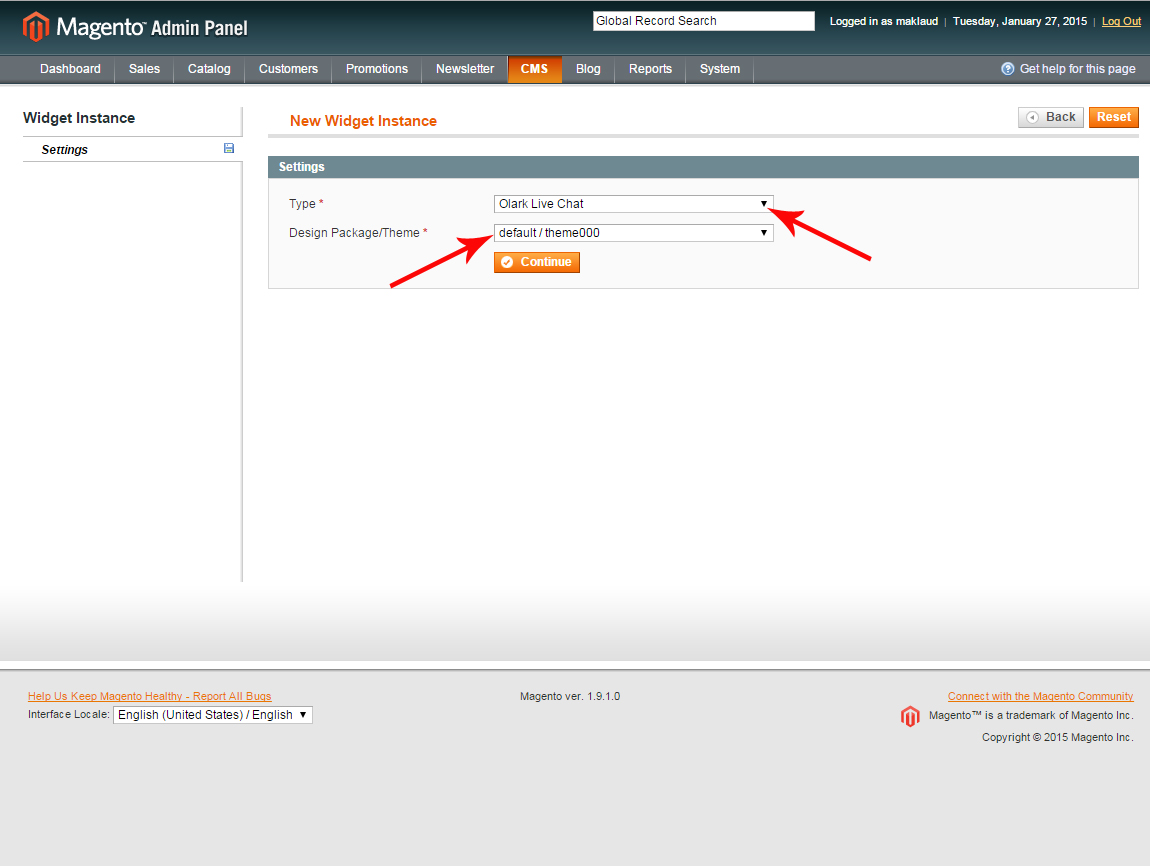 Magento™ Admin Panel
Global Record Search
Logged in as maklaud | Tuesday, January 27, 2015 | Log Out
Dashboard Sales Catalog Customers Promotions Newsletter CMS Blog Reports System Get help for this page
Widget Instance
Settings
New Widget Instance
Back Reset
Settings
Type * Olark Live Chat
Design Package/Theme * default / theme000
Continue
Help Us Keep Magento Healthy - Report All Bugs
Interface Locale: English (United States) / English
Magento ver. 1.9.1.0
Connect with the Magento Community
Magento™ is a trademark of Magento Inc.
Copyright © 2015 Magento Inc.